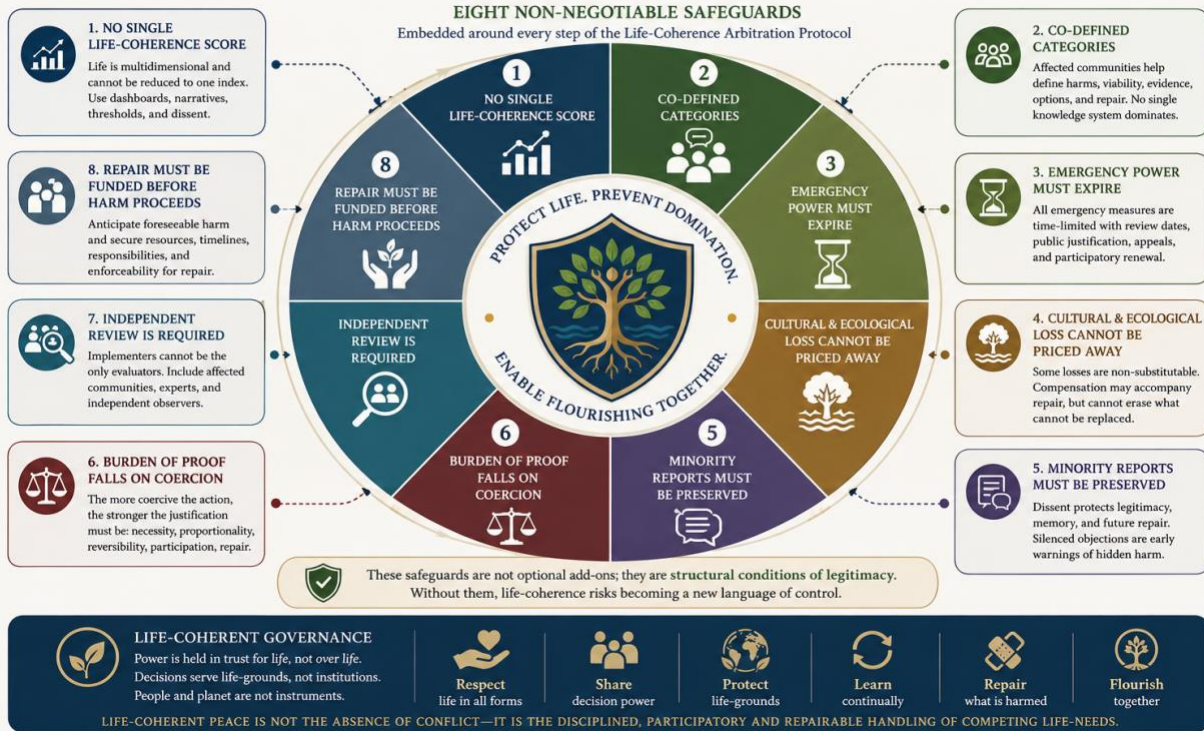 EIGHT NON-NEGOTIABLE SAFEGUARDS
Embedded around every step of the Life-Coherence Arbitration Protocol
1. NO SINGLE
LIFE-COHERENCE SCORE
Life is multidimensional and
cannot be reduced to one index.
Use dashboards, narratives,
thresholds, and dissent.
8. REPAIR MUST BE
FUNDED BEFORE
HARM PROCEEDS
Anticipate foreseeable harm
and secure resources, timelines,
responsibilities, and
enforceability for repair.
7. INDEPENDENT
REVIEW IS REQUIRED
Implementers cannot be the
only evaluators. Include affected
communities, experts, and
independent observers.
6. BURDEN OF PROOF
FALLS ON COERCION
The more coercive the action,
the stronger the justification
must be: necessity, proportionality,
reversibility, participation, repair.
1
NO SINGLE
LIFE-COHERENCE SCORE
2
CO-DEFINED
CATEGORIES
8
REPAIR MUST BE
FUNDED BEFORE
HARM PROCEEDS
3
EMERGENCY
POWER MUST
EXPIRE
PROTECT LIFE. PREVENT DOMINATION.
ENABLE FLOURISHING TOGETHER.
INDEPENDENT
REVIEW IS
REQUIRED
CULTURAL & ECOLOGICAL
LOSS CANNOT BE
PRICED AWAY
6
BURDEN OF PROOF
FALLS ON
COERCION
5
MINORITY
REPORTS MUST
BE PRESERVED
2. CO-DEFINED
CATEGORIES
Affected communities help
define harms, viability, evidence,
options, and repair. No single
knowledge system dominates.
3. EMERGENCY POWER
MUST EXPIRE
All emergency measures are
time-limited with review dates,
public justification, appeals,
and participatory renewal.
4. CULTURAL & ECOLOGICAL
LOSS CANNOT BE
PRICED AWAY
Some losses are non-substitutable.
Compensation may accompany
repair, but cannot erase what
cannot be replaced.
5. MINORITY REPORTS
MUST BE PRESERVED
Dissent protects legitimacy,
memory, and future repair.
Silenced objections are early
warnings of hidden harm.
These safeguards are not optional add-ons; they are structural conditions of legitimacy.
Without them, life-coherence risks becoming a new language of control.
LIFE-COHERENT GOVERNANCE
Power is held in trust for life, not over life.
Decisions serve life-grounds, not institutions.
People and planet are not instruments.
Respect
life in all forms
Share
decision power
Protect
life-grounds
Learn
continually
Repair
what is harmed
Flourish
together
LIFE-COHERENT PEACE IS NOT THE ABSENCE OF CONFLICT—IT IS THE DISCIPLINED, PARTICIPATORY AND REPAIRABLE HANDLING OF COMPETING LIFE-NEEDS.